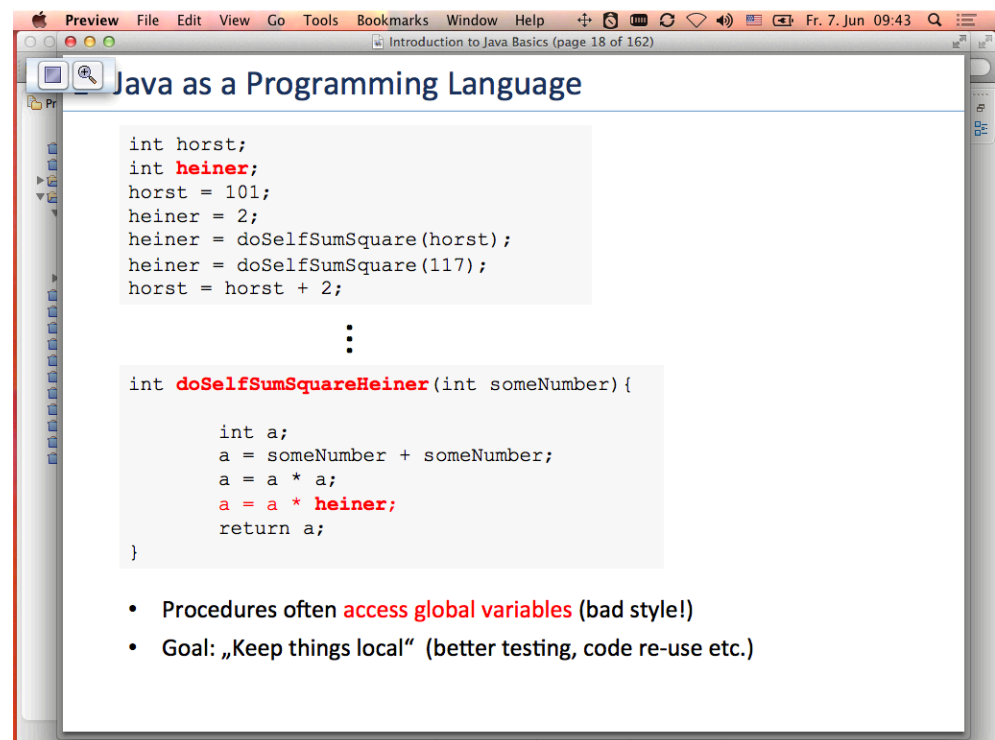 Preview File Edit View Go Tools Bookmarks Window Help Fr. 7. Jun 09:43
Introduction to Java Basics (page 18 of 162)
Java as a Programming Language
Pr
int horst;
int heiner;
horst = 101;
heiner = 2;
heiner = doSelfSumSquare(horst);
heiner = doSelfSumSquare(117);
horst = horst + 2;
int doSelfSumSquareHeiner(int someNumber){
int a;
a = someNumber + someNumber;
a = a * a;
a = a * heiner;
return a;
}
• Procedures often access global variables (bad style!)
• Goal: „Keep things local“ (better testing, code re-use etc.)